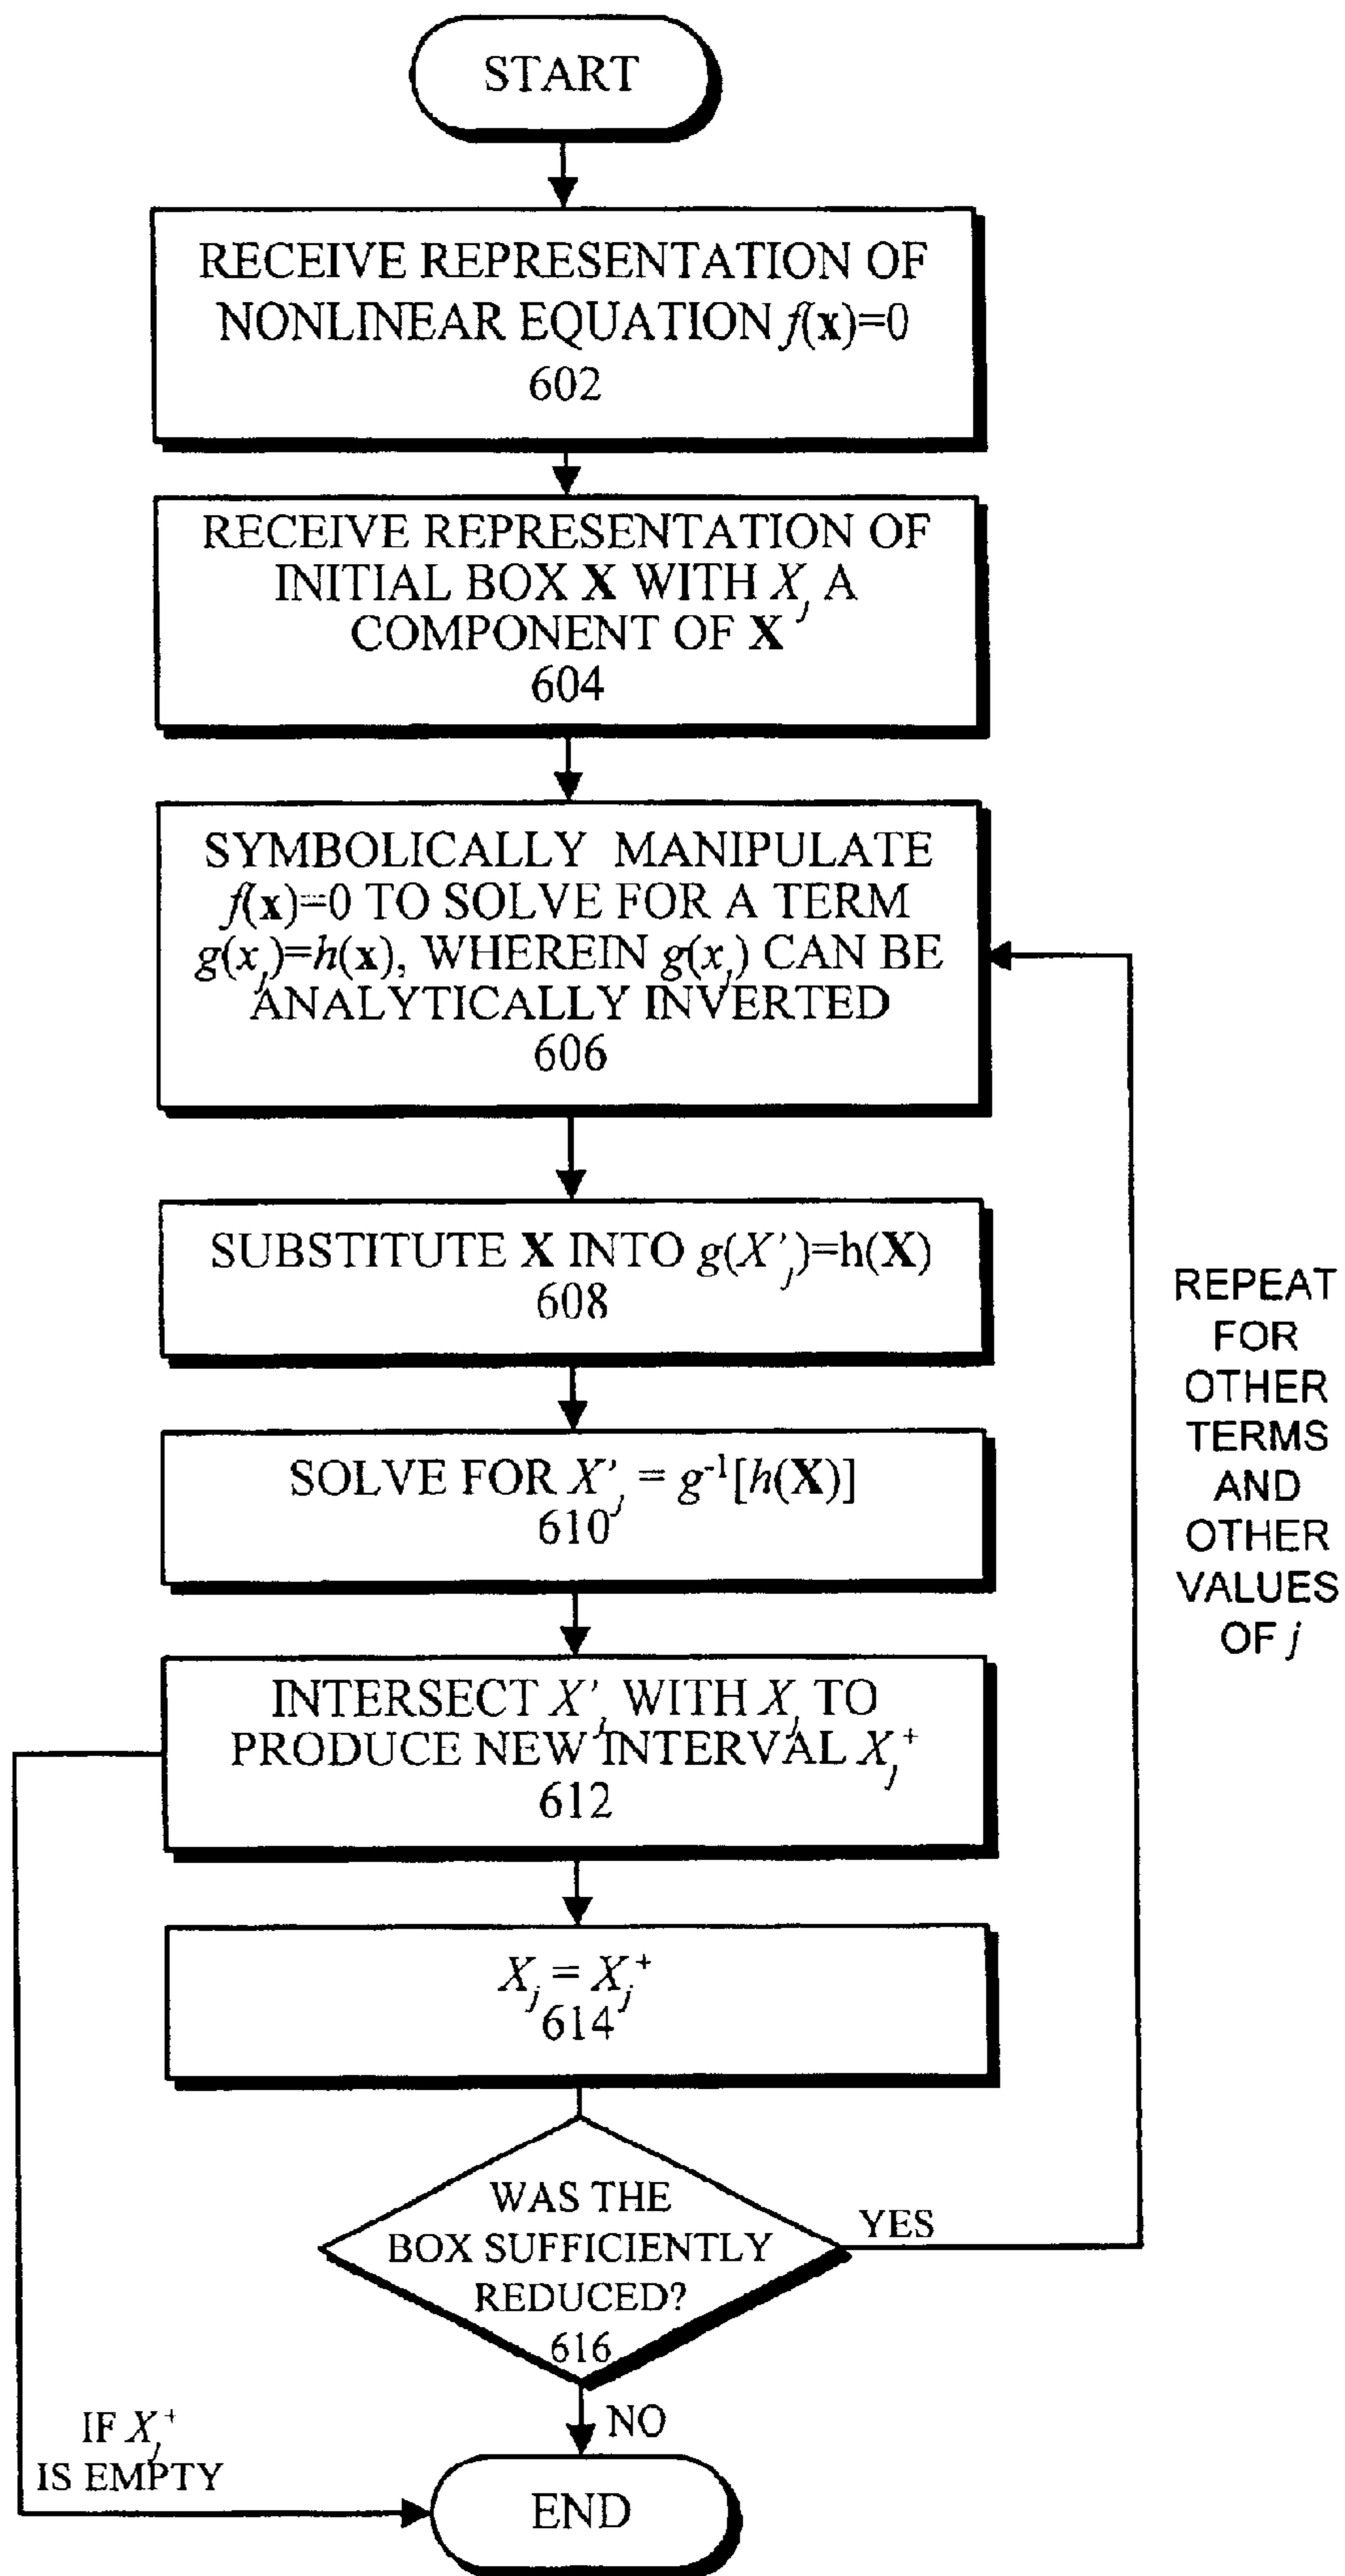 START
RECEIVE REPRESENTATION OF
NONLINEAR EQUATION f(x)=0
602
RECEIVE REPRESENTATION OF
INITIAL BOX X WITH Xj A
COMPONENT OF X
604
SYMBOLICALLY MANIPULATE
f(x)=0 TO SOLVE FOR A TERM
g(xj)=h(x), WHEREIN g(xj) CAN BE
ANALYTICALLY INVERTED
606
SUBSTITUTE X INTO g(X'j)=h(X)
608
SOLVE FOR X'j = g⁻¹[h(X)]
610
INTERSECT X'j WITH Xj TO
PRODUCE NEW INTERVAL Xj⁺
612
Xj = Xj⁺
614
WAS THE
BOX SUFFICIENTLY
REDUCED?
616
YES
REPEAT
FOR
OTHER
TERMS
AND
OTHER
VALUES
OF j
NO
IF Xj⁺
IS EMPTY
END